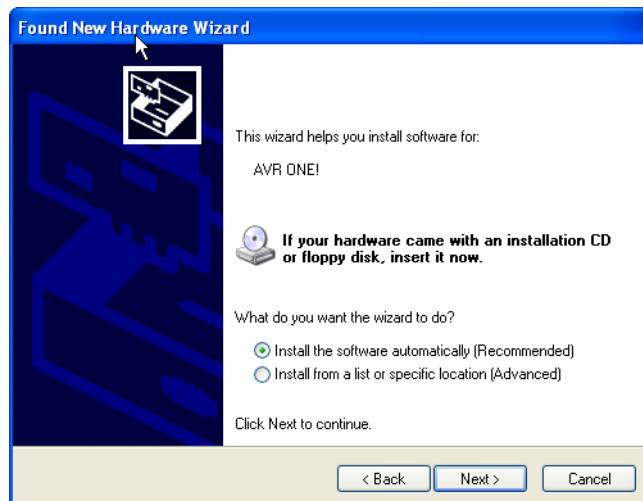 Found New Hardware Wizard
This wizard helps you install software for:
AVR ONE!
If your hardware came with an installation CD
or floppy disk, insert it now.
What do you want the wizard to do?
Install the software automatically (Recommended)
Install from a list or specific location (Advanced)
Click Next to continue.
< Back Next > Cancel